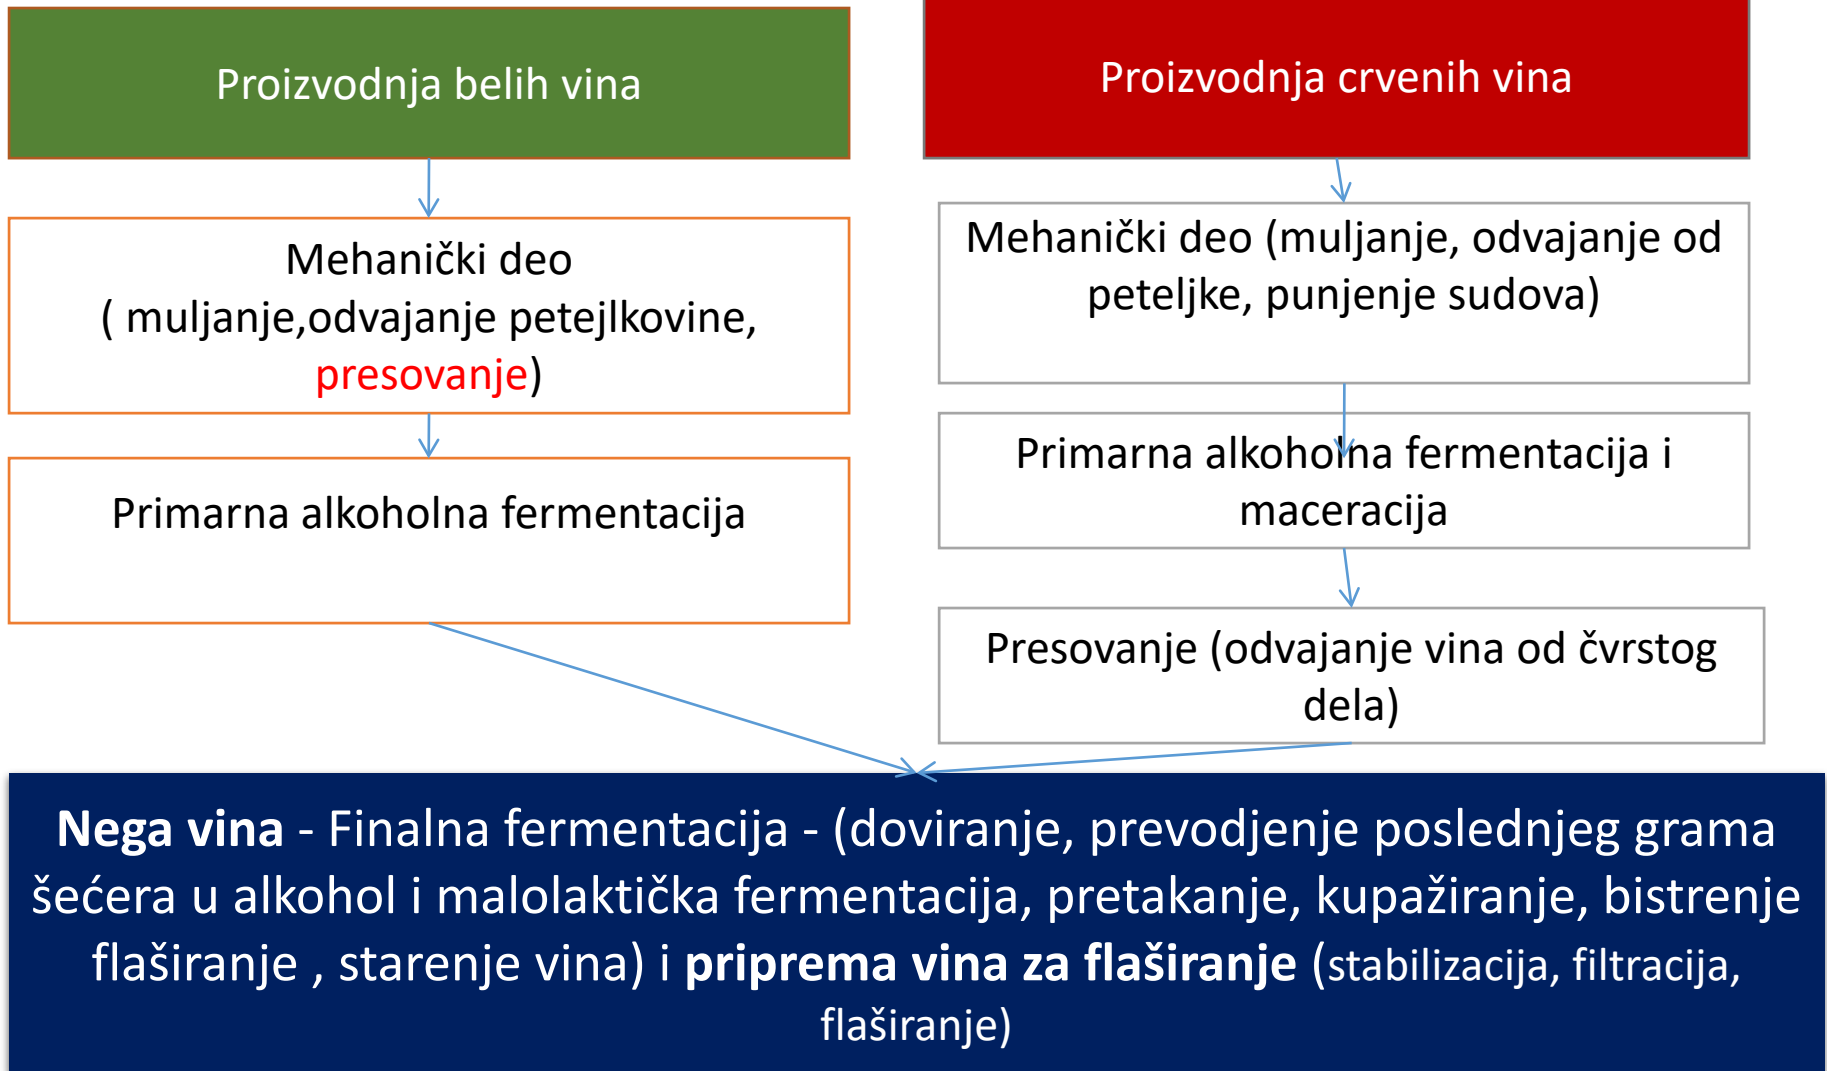 Proizvodnja belih vina
Mehanički deo
( muljanje,odvajanje petejlkovine,
presovanje)
Primarna alkoholna fermentacija
Proizvodnja crvenih vina
Mehanički deo (muljanje, odvajanje od
peteljke, punjenje sudova)
Primarna alkoholna fermentacija i
maceracija
Presovanje (odvajanje vina od čvrstog
dela)
Nega vina - Finalna fermentacija - (doviranje, prevodjenje poslednjeg grama
šećera u alkohol i malolaktička fermentacija, pretakanje, kupažiranje, bistrenje
flaširanje , starenje vina) i priprema vina za flaširanje (stabilizacija, filtracija,
flaširanje)